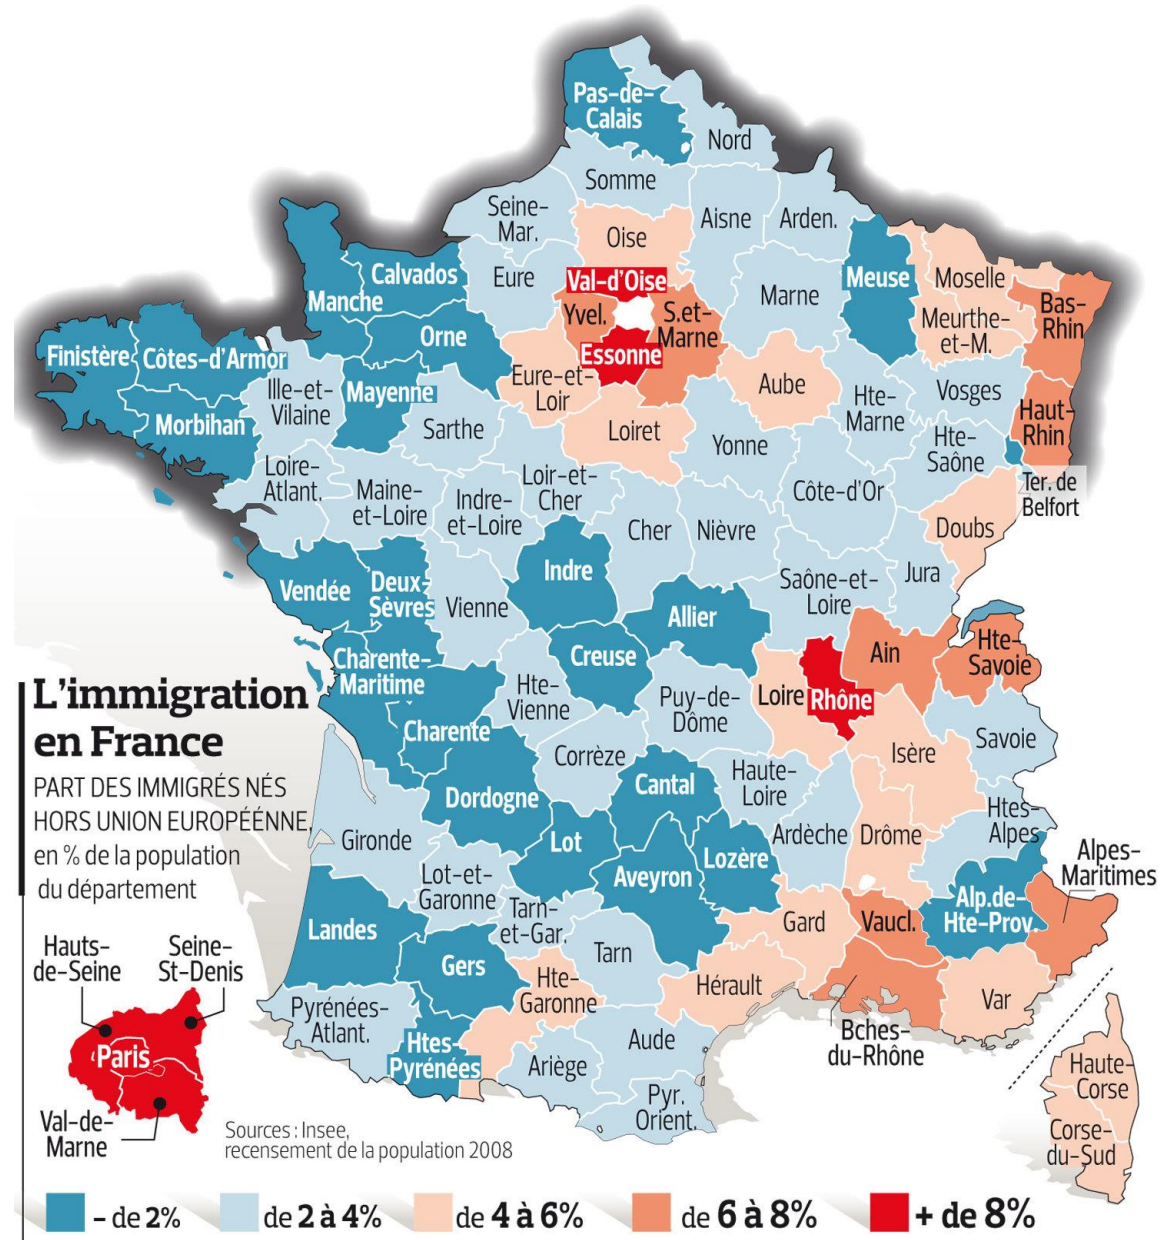 Pas-de-
Calais
Nord
Somme
Seine-
Mar.
Aisne
Arden.
Oise
Eure
Calvados
Manche
Val-d'Oise
Yvel.
S.et-
Marne
Essonne
Marne
Meuse
Moselle
Meurthe-
et-M.
Bas-
Rhin
Orne
Finistère
Côtes-d'Armor
Ille-et-
Vilaine
Mayenne
Morbihan
Sarthe
Eure-et-
Loir
Loiret
Aube
Hte-
Marne
Vosges
Haut-
Rhin
Yonne
Hte-
Saône
Ter. de
Belfort
Loire-
Atlant.
Maine-
et-Loire
Indre-
et-Loire
Loir-et-
Cher
Cher
Nièvre
Côte-d'Or
Doubs
Vendée
Deux-
Sèvres
Vienne
Indre
Allier
Saône-et-
Loire
Jura
Charente-
Maritime
Charente
Hte-
Vienne
Creuse
Puy-de-
Dôme
Loire
Rhône
Ain
Hte-
Savoie
Savoie
Isère
Corrèze
Dordogne
Cantal
Haute-
Loire
Ardèche
Drôme
Htes-
Alpes
Gironde
Lot
Lot-et-
Garonne
Aveyron
Lozère
Alp.de-
Hte-Prov.
Alpes-
Maritimes
Landes
Gers
Tarn-
et-Gar.
Tarn
Gard
Vaucl.
Hérault
Bches-
du-Rhône
Var
Pyrénées-
Atlant.
Htes-
Pyrénées
Hte-
Garonne
Ariège
Aude
Pyr.
Orient.
Haute-
Corse
Corse-
du-Sud
L'immigration
en France
PART DES IMMIGRÉS NÉS
HORS UNION EUROPÉÉNNE,
en % de la population
du département
Hauts-
de-Seine
Seine-
St-Denis
Paris
Val-de-
Marne
Sources : Insee,
recensement de la population 2008
- de 2%
de 2 à 4%
de 4 à 6%
de 6 à 8%
+ de 8%